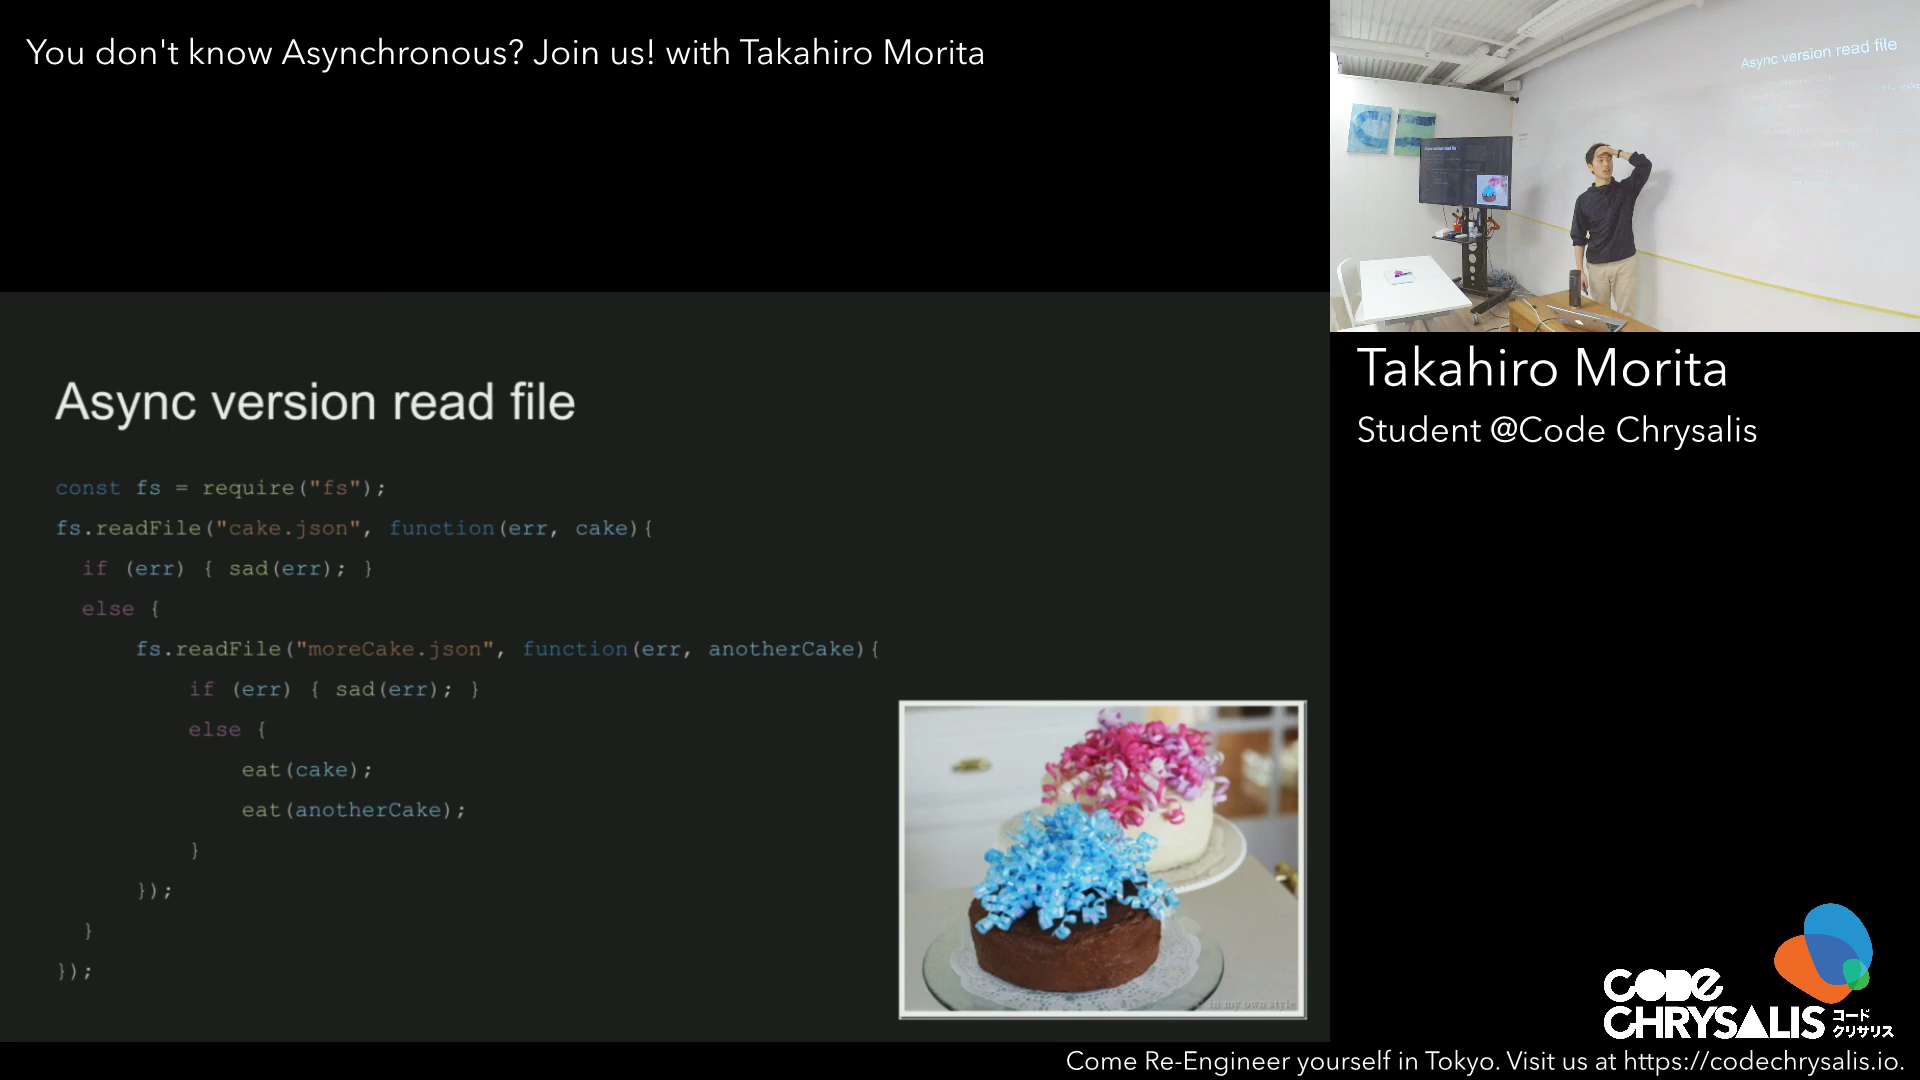 You don't know Asynchronous? Join us! with Takahiro Morita
Async version read file
Takahiro Morita
Student @Code Chrysalis
Async version read file
const fs = require("fs");
fs.readFile("cake.json", function(err, cake){
if (err) { sad(err); }
else {
fs.readFile("moreCake.json", function(err, anotherCake){
if (err) { sad(err); }
else {
eat(cake);
eat(anotherCake);
}
});
}
});
in my own style
CODE
CHRYSALIS
コード
クリサリス
Come Re-Engineer yourself in Tokyo. Visit us at https://codechrysalis.io.